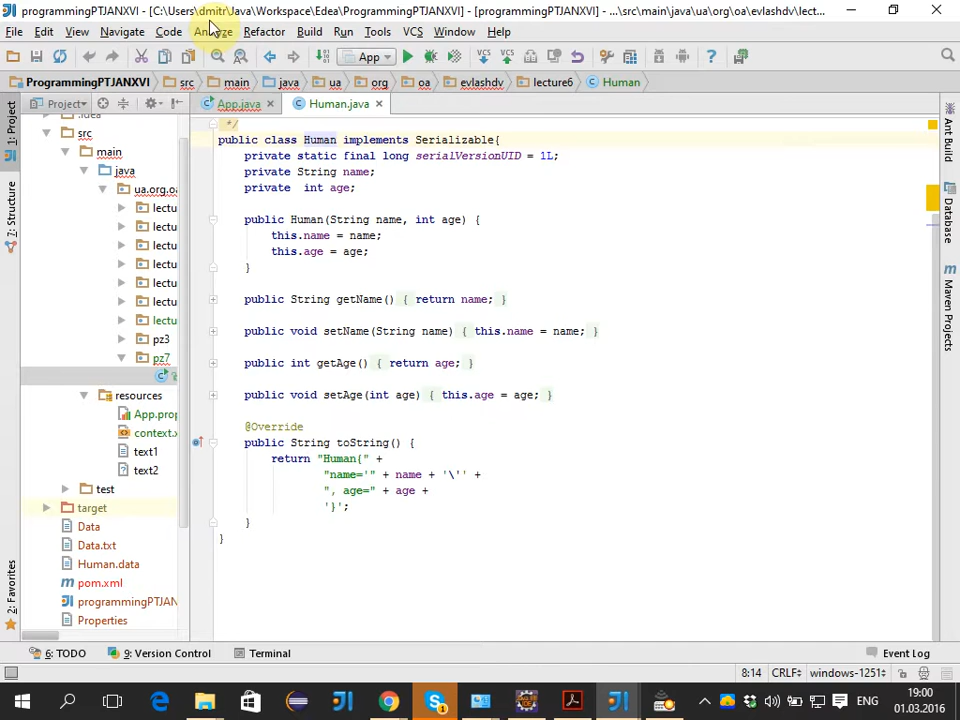 programmingPTJANXVI - [C:\Users\dmitr\Java\Workspace\Edea\ProgrammingPTJANXVI] - [programmingPTJANXVI] - ...\src\main\java\ua\org\oa\evlashdv\lect...
File Edit View Navigate Code Analyze Refactor Build Run Tools VCS Window Help
App
ProgrammingPTJANXVI src main java ua org oa evlashdv lecture6 Human
Project App.java Human.java
1: Project
7: Structure
2: Favorites
.idea
src
main
java
ua.org.oa
lectu
lectu
lectu
lectu
lectu
lectu
lectu
pz3
pz7
resources
App.prop
context.x
text1
text2
test
target
Data
Data.txt
Human.data
pom.xml
programmingPTJAN
Properties
*/
public class Human implements Serializable{
private static final long serialVersionUID = 1L;
private String name;
private  int age;
public Human(String name, int age) {
this.name = name;
this.age = age;
}
public String getName() { return name; }
public void setName(String name) { this.name = name; }
public int getAge() { return age; }
public void setAge(int age) { this.age = age; }
@Override
public String toString() {
return "Human{" +
"name='" + name + '\'' +
", age=" + age +
'}';
}
}
Ant Build
Database
Maven Projects
6: TODO 9: Version Control Terminal Event Log
8:14 CRLF÷ windows-1251÷
ENG 19:00
01.03.2016